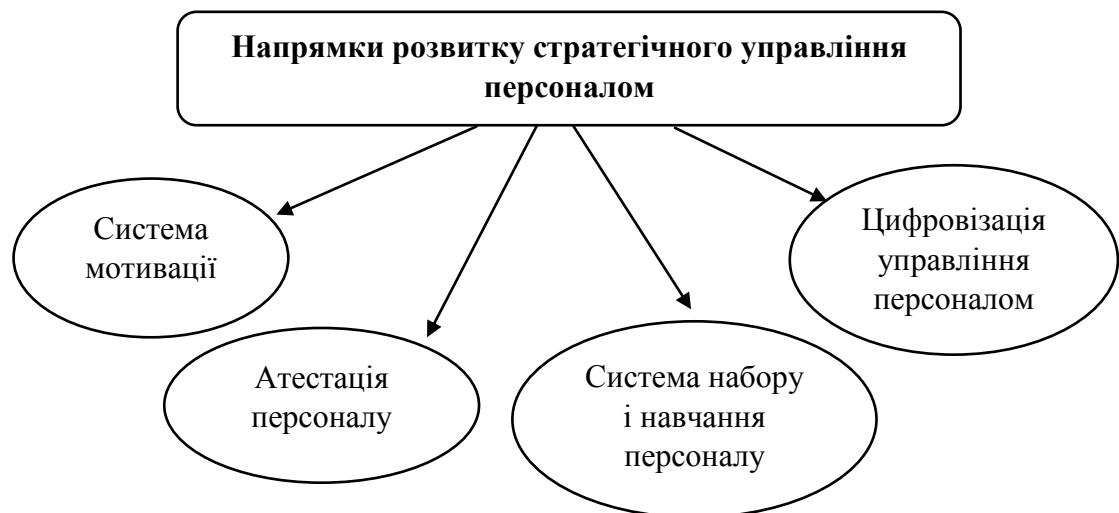 Напрямки розвитку стратегічного управління
персоналом
Система
мотивації
Атестація
персоналу
Система набору
і навчання
персоналу
Цифровізація
управління
персоналом